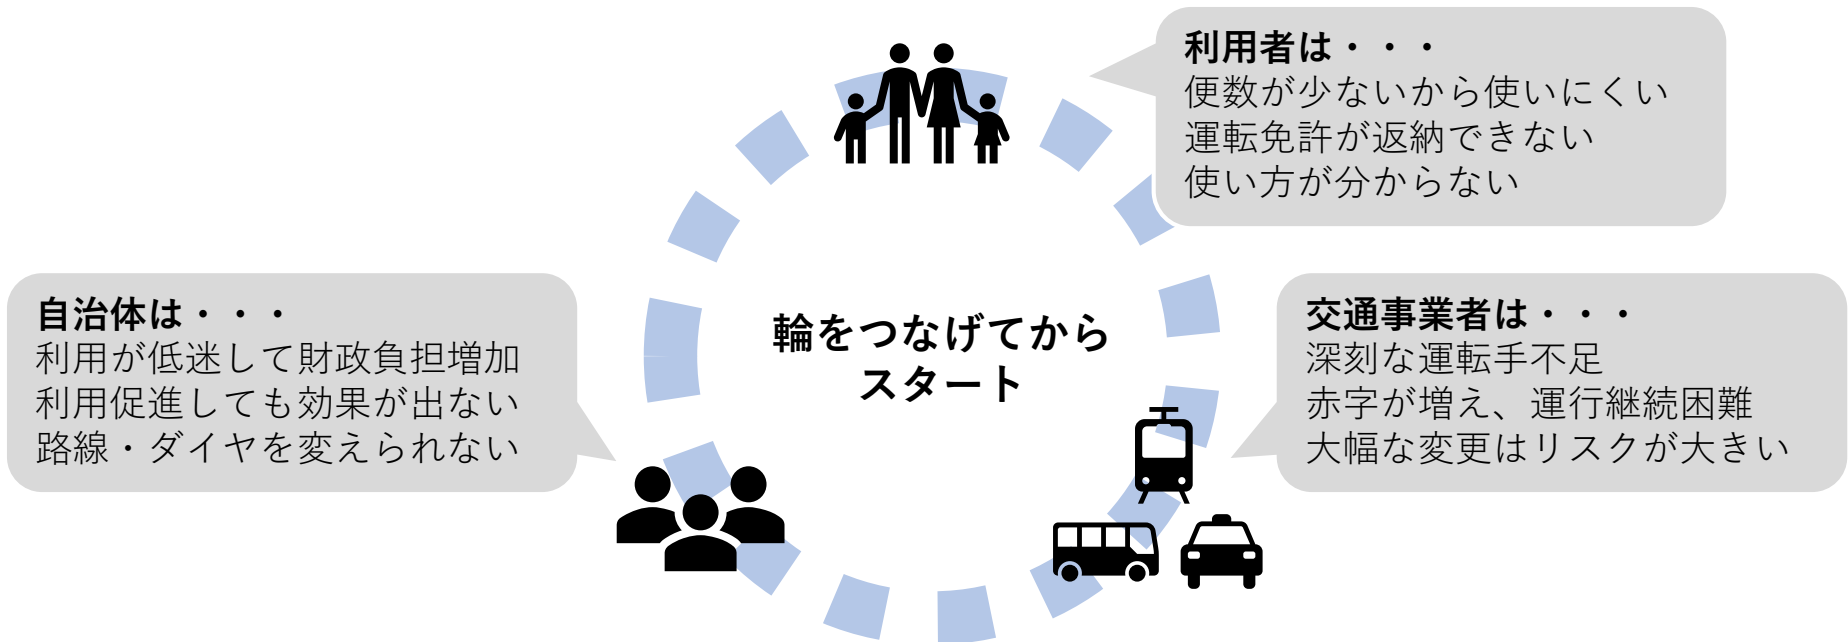 利用者は・・・
便数が少ないから使いにくい
運転免許が返納できない
使い方が分からない
自治体は・・・
利用が低迷して財政負担増加
利用促進しても効果が出ない
路線・ダイヤを変えられない
輪をつなげてから
スタート
交通事業者は・・・
深刻な運転手不足
赤字が増え、運行継続困難
大幅な変更はリスクが大きい